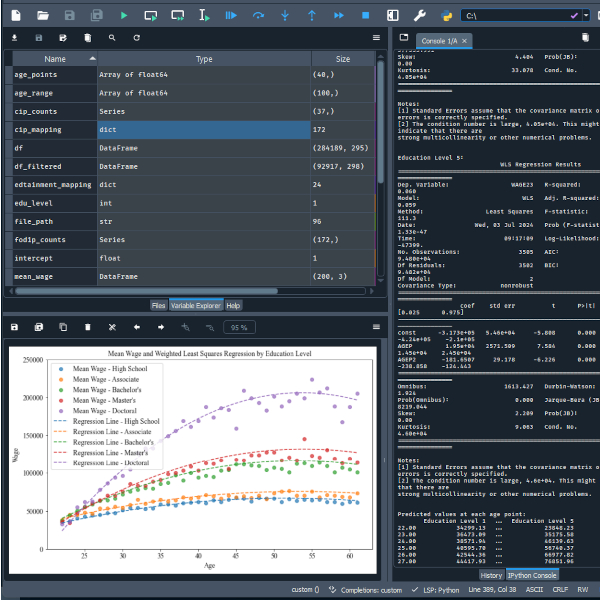 C:\
Name Type Size
age_points Array of float64 (40,)
age_range Array of float64 (100,)
cip_counts Series (37,)
cip_mapping dict 172
df DataFrame (284189, 295)
df_filtered DataFrame (92917, 298)
edtainment_mapping dict 24
edu_level int 1
file_path str 96
fod1p_counts Series (172,)
intercept float 1
mean_wage DataFrame (200, 3)
Files Variable Explorer Help
95 %
Mean Wage and Weighted Least Squares Regression by Education Level
Mean Wage - High School
Mean Wage - Associate
Mean Wage - Bachelor's
Mean Wage - Master's
Mean Wage - Doctoral
Regression Line - High School
Regression Line - Associate
Regression Line - Bachelor's
Regression Line - Master's
Regression Line - Doctoral
250000
200000
150000
100000
50000
0
Wage
25 30 35 40 45 50 55 60
Age
Console 1/A
Skew: 4.404 Prob(JB):
0.00
Kurtosis: 33.078 Cond. No.
4.05e+04
Notes:
[1] Standard Errors assume that the covariance matrix o
errors is correctly specified.
[2] The condition number is large, 4.05e+04. This might
indicate that there are
strong multicollinearity or other numerical problems.
Education Level 5:
WLS Regression Results
Dep. Variable: WAGE23 R-squared:
0.060
Model: WLS Adj. R-squared:
0.059
Method: Least Squares F-statistic:
111.3
Date: Wed, 03 Jul 2024 Prob (F-statist
1.33e-47
Time: 09:17:09 Log-Likelihood:
-47399.
No. Observations: 3505 AIC:
9.480e+04
Df Residuals: 3502 BIC:
9.482e+04
Df Model: 2
Covariance Type: nonrobust
coef std err t P>|t|
[0.025 0.975]
const -3.173e+05 5.46e+04 -5.808 0.000
-4.24e+05 -2.1e+05
AGEP 1.95e+04 2571.509 7.584 0.000
1.45e+04 2.45e+04
AGEP2 -181.6507 29.178 -6.226 0.000
-238.858 -124.443
Omnibus: 1613.427 Durbin-Watson:
1.924
Prob(Omnibus): 0.000 Jarque-Bera (JB
8219.044
Skew: 2.209 Prob(JB):
0.00
Kurtosis: 9.063 Cond. No.
4.60e+04
Notes:
[1] Standard Errors assume that the covariance matrix o
errors is correctly specified.
[2] The condition number is large, 4.6e+04. This might
that there are
strong multicollinearity or other numerical problems.
Predicted values at each age point:
Education Level 1 ... Education Level 5
22.00 34299.13 ... 23848.23
23.00 36473.09 ... 35175.58
24.00 38573.94 ... 46139.63
25.00 40595.70 ... 56740.37
26.00 42544.36 ... 66977.82
27.00 44417.93 ... 76851.96
History IPython Console
custom () Completions: custom LSP: Python Line 389, Col 38 ASCII CRLF RW